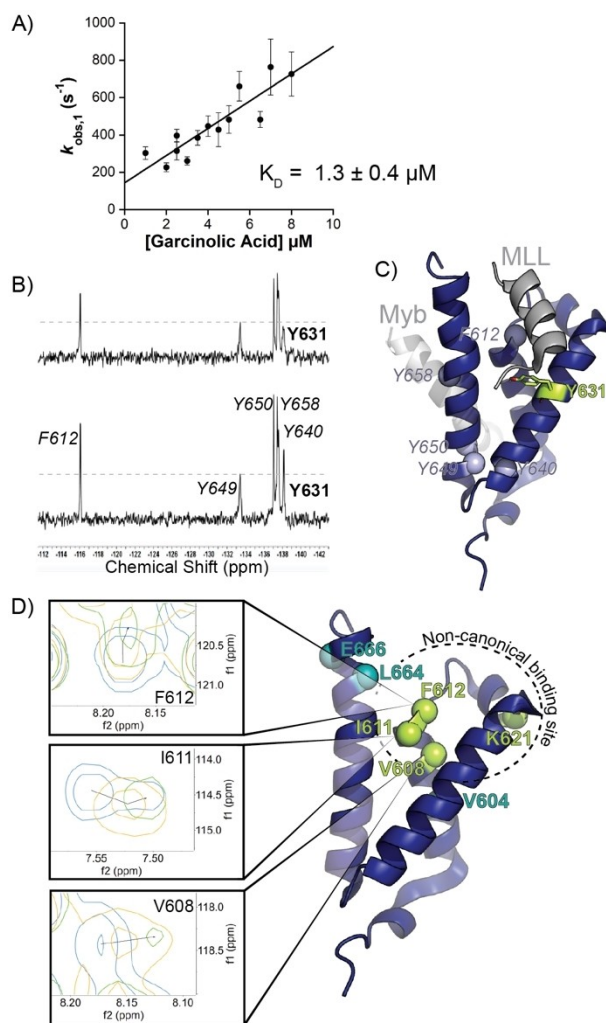 A)
1000
800
600
400
200
0
k_obs,1 (s⁻¹)
K_D = 1.3 ± 0.4 µM
0 2 4 6 8 10
[Garcinolic Acid] µM
B)
Y631
F612
Y650 Y658
Y640
Y649 Y631
-112 -114 -116 -118 -120 -122 -124 -126 -128 -130 -132 -134 -136 -138 -140 -142
Chemical Shift (ppm)
C)
MLL
Myb
F612
Y658
Y631
Y650
Y649 Y640
D)
120.5
121.0
f1 (ppm)
8.20 8.15
f2 (ppm)
F612
I611
114.0
114.5
115.0
f1 (ppm)
7.55 7.50
f2 (ppm)
V608
118.0
118.5
f1 (ppm)
8.20 8.15 8.10
f2 (ppm)
Non-canonical binding site
E666
L664
F612
I611
K621
V608
V604